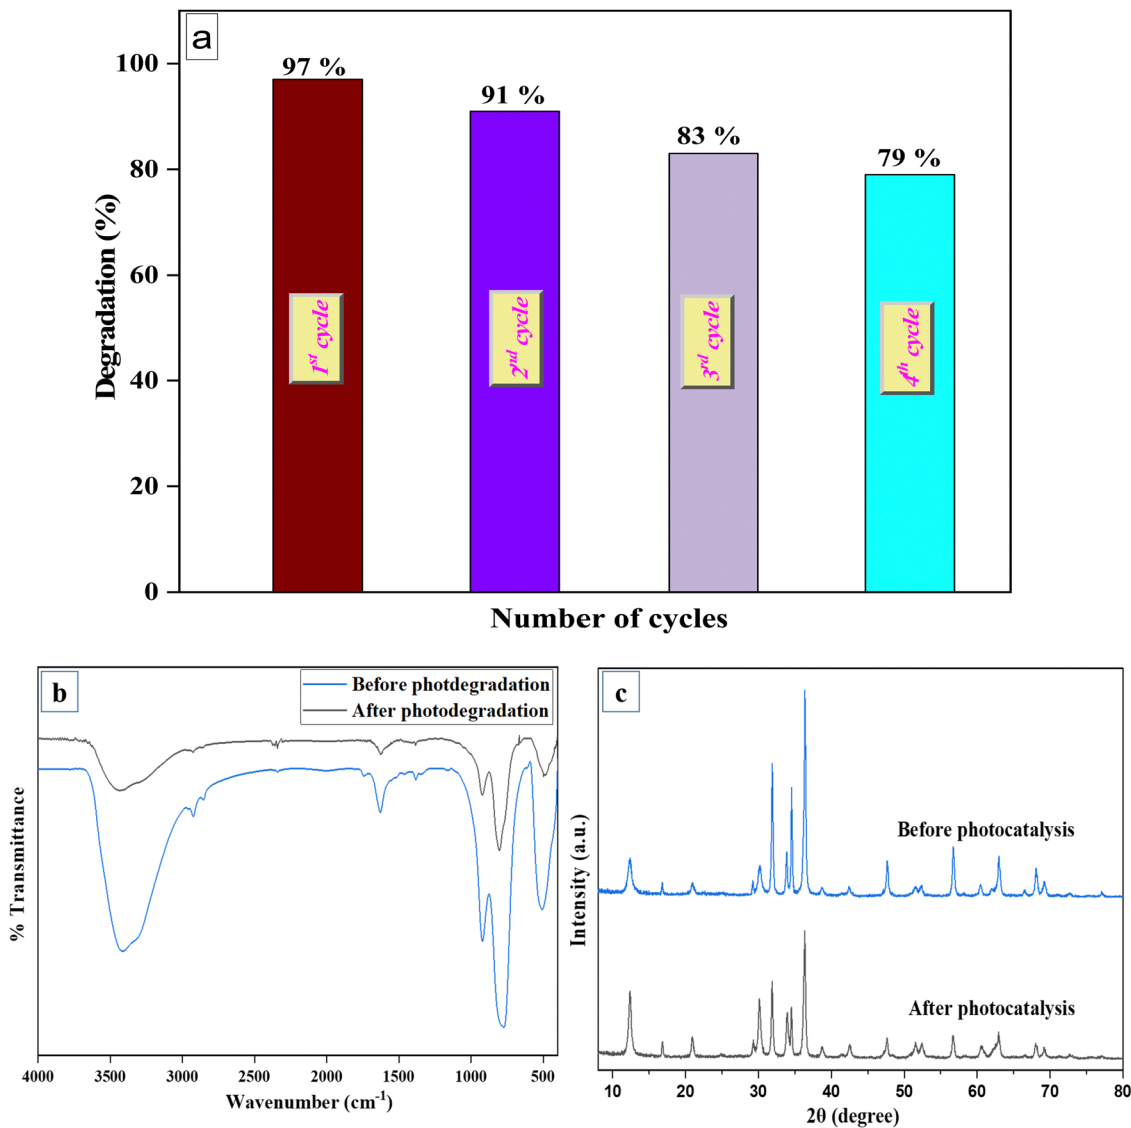 a
97 %
91 %
83 %
79 %
100
80
60
40
20
0
Degradation (%)
1st cycle
2nd cycle
3rd cycle
4th cycle
Number of cycles
b
Before photdegradation
After photodegradation
% Transmittance
4000 3500 3000 2500 2000 1500 1000 500
Wavenumber (cm-1)
c
Before photocatalysis
After photocatalysis
Intensity (a.u.)
10 20 30 40 50 60 70 80
2θ (degree)